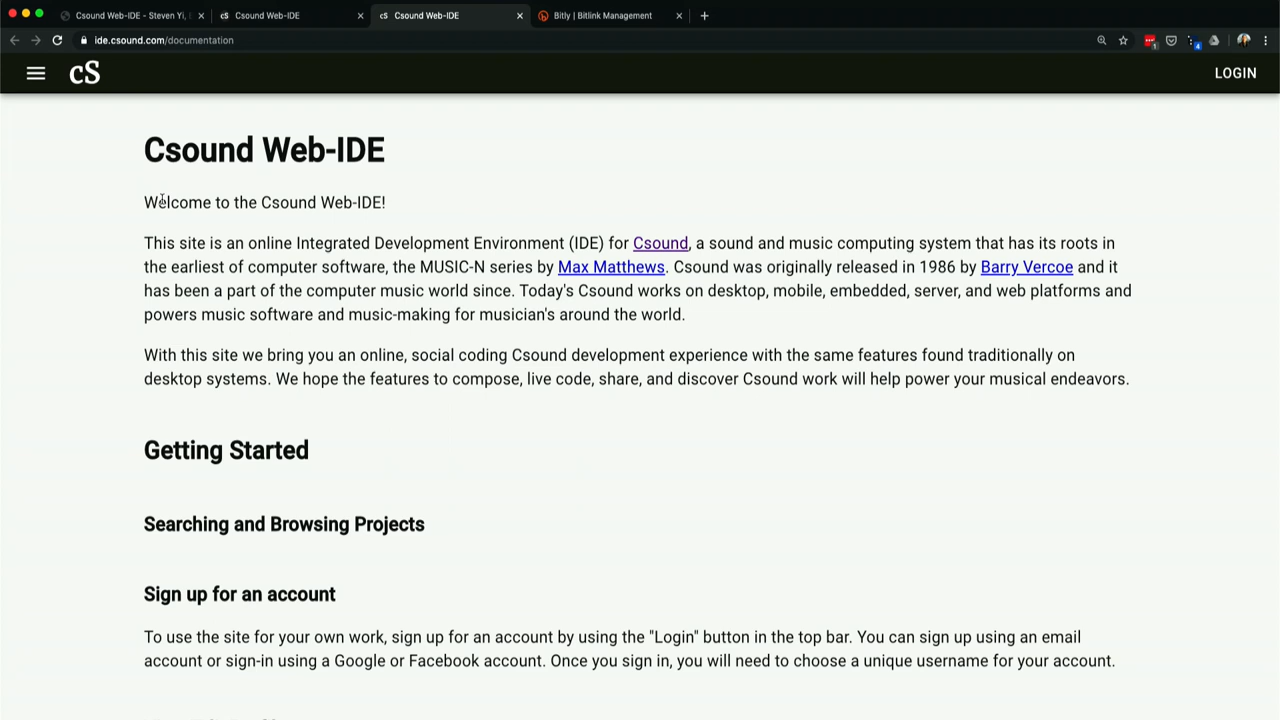 Csound Web-IDE - Steven Yi,
Csound Web-IDE
Csound Web-IDE
Bitly | Bitlink Management
ide.csound.com/documentation
cS
LOGIN
Csound Web-IDE
Welcome to the Csound Web-IDE!
This site is an online Integrated Development Environment (IDE) for Csound, a sound and music computing system that has its roots in
the earliest of computer software, the MUSIC-N series by Max Matthews. Csound was originally released in 1986 by Barry Vercoe and it
has been a part of the computer music world since. Today's Csound works on desktop, mobile, embedded, server, and web platforms and
powers music software and music-making for musician's around the world.
With this site we bring you an online, social coding Csound development experience with the same features found traditionally on
desktop systems. We hope the features to compose, live code, share, and discover Csound work will help power your musical endeavors.
Getting Started
Searching and Browsing Projects
Sign up for an account
To use the site for your own work, sign up for an account by using the "Login" button in the top bar. You can sign up using an email
account or sign-in using a Google or Facebook account. Once you sign in, you will need to choose a unique username for your account.